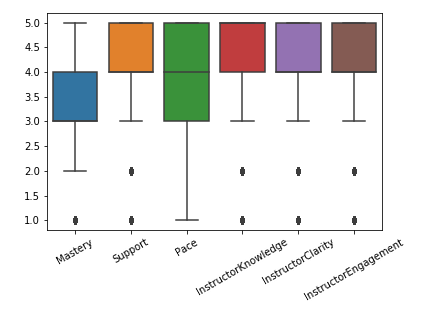 5.0
4.5
4.0
3.5
3.0
2.5
2.0
1.5
1.0
Mastery
Support
Pace
InstructorKnowledge
InstructorClarity
InstructorEngagement